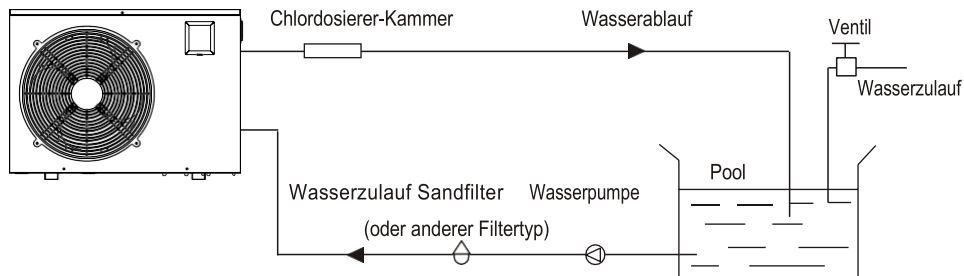 Chlordosierer-Kammer
Wasserablauf
Ventil
Wasserzulauf
Pool
Wasserzulauf Sandfilter
Wasserpumpe
(oder anderer Filtertyp)